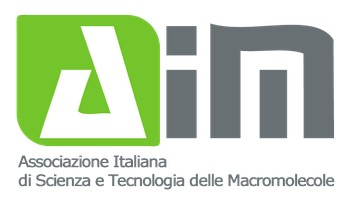 AIM
Associazione Italiana
di Scienza e Tecnologia delle Macromolecole